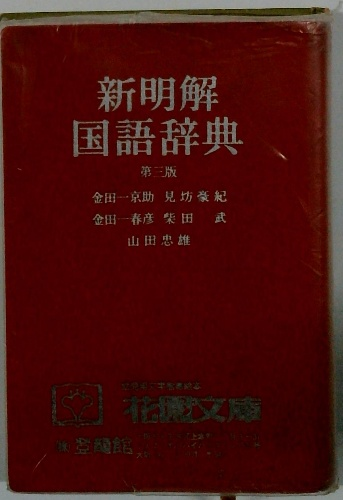 新明解
国語辞典
第三版
金田一京助 見坊豪紀
金田一春彦 柴田 武
山田忠雄
花園文庫